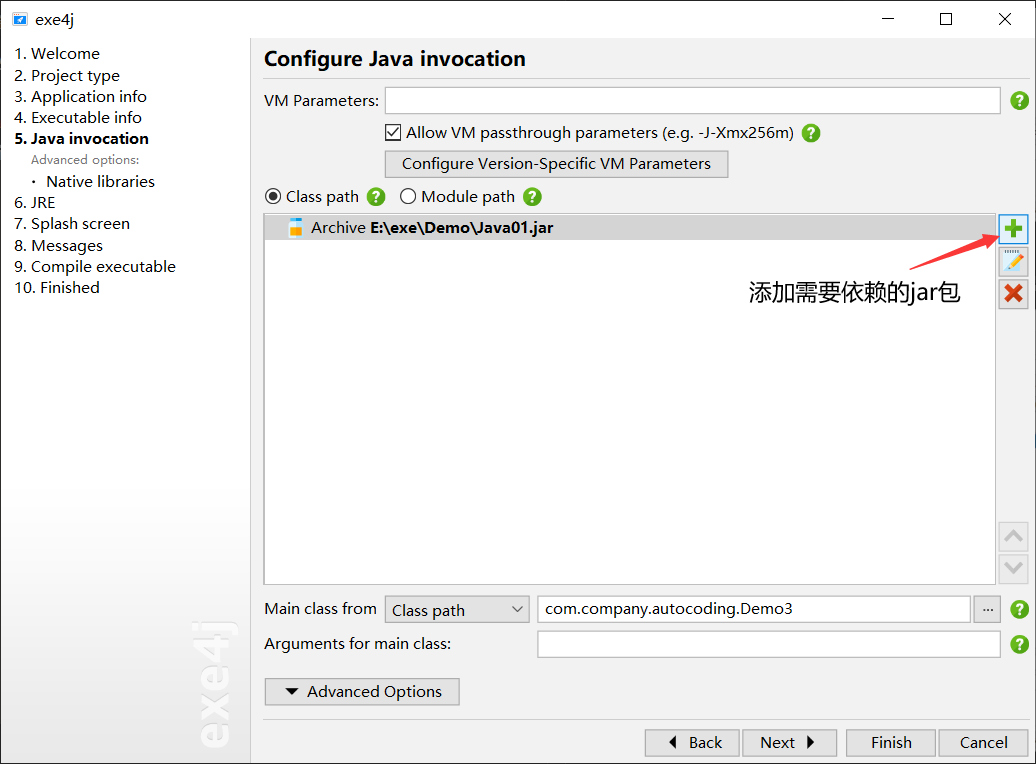 exe4j
1. Welcome
2. Project type
3. Application info
4. Executable info
5. Java invocation
Advanced options:
· Native libraries
6. JRE
7. Splash screen
8. Messages
9. Compile executable
10. Finished
exe4j
Configure Java invocation
VM Parameters:
Allow VM passthrough parameters (e.g. -J-Xmx256m)
Configure Version-Specific VM Parameters
Class path
Module path
Archive E:\exe\Demo\Java01.jar
添加需要依赖的jar包
Main class from Class path com.company.autocoding.Demo3 ...
Arguments for main class:
Advanced Options
Back Next Finish Cancel